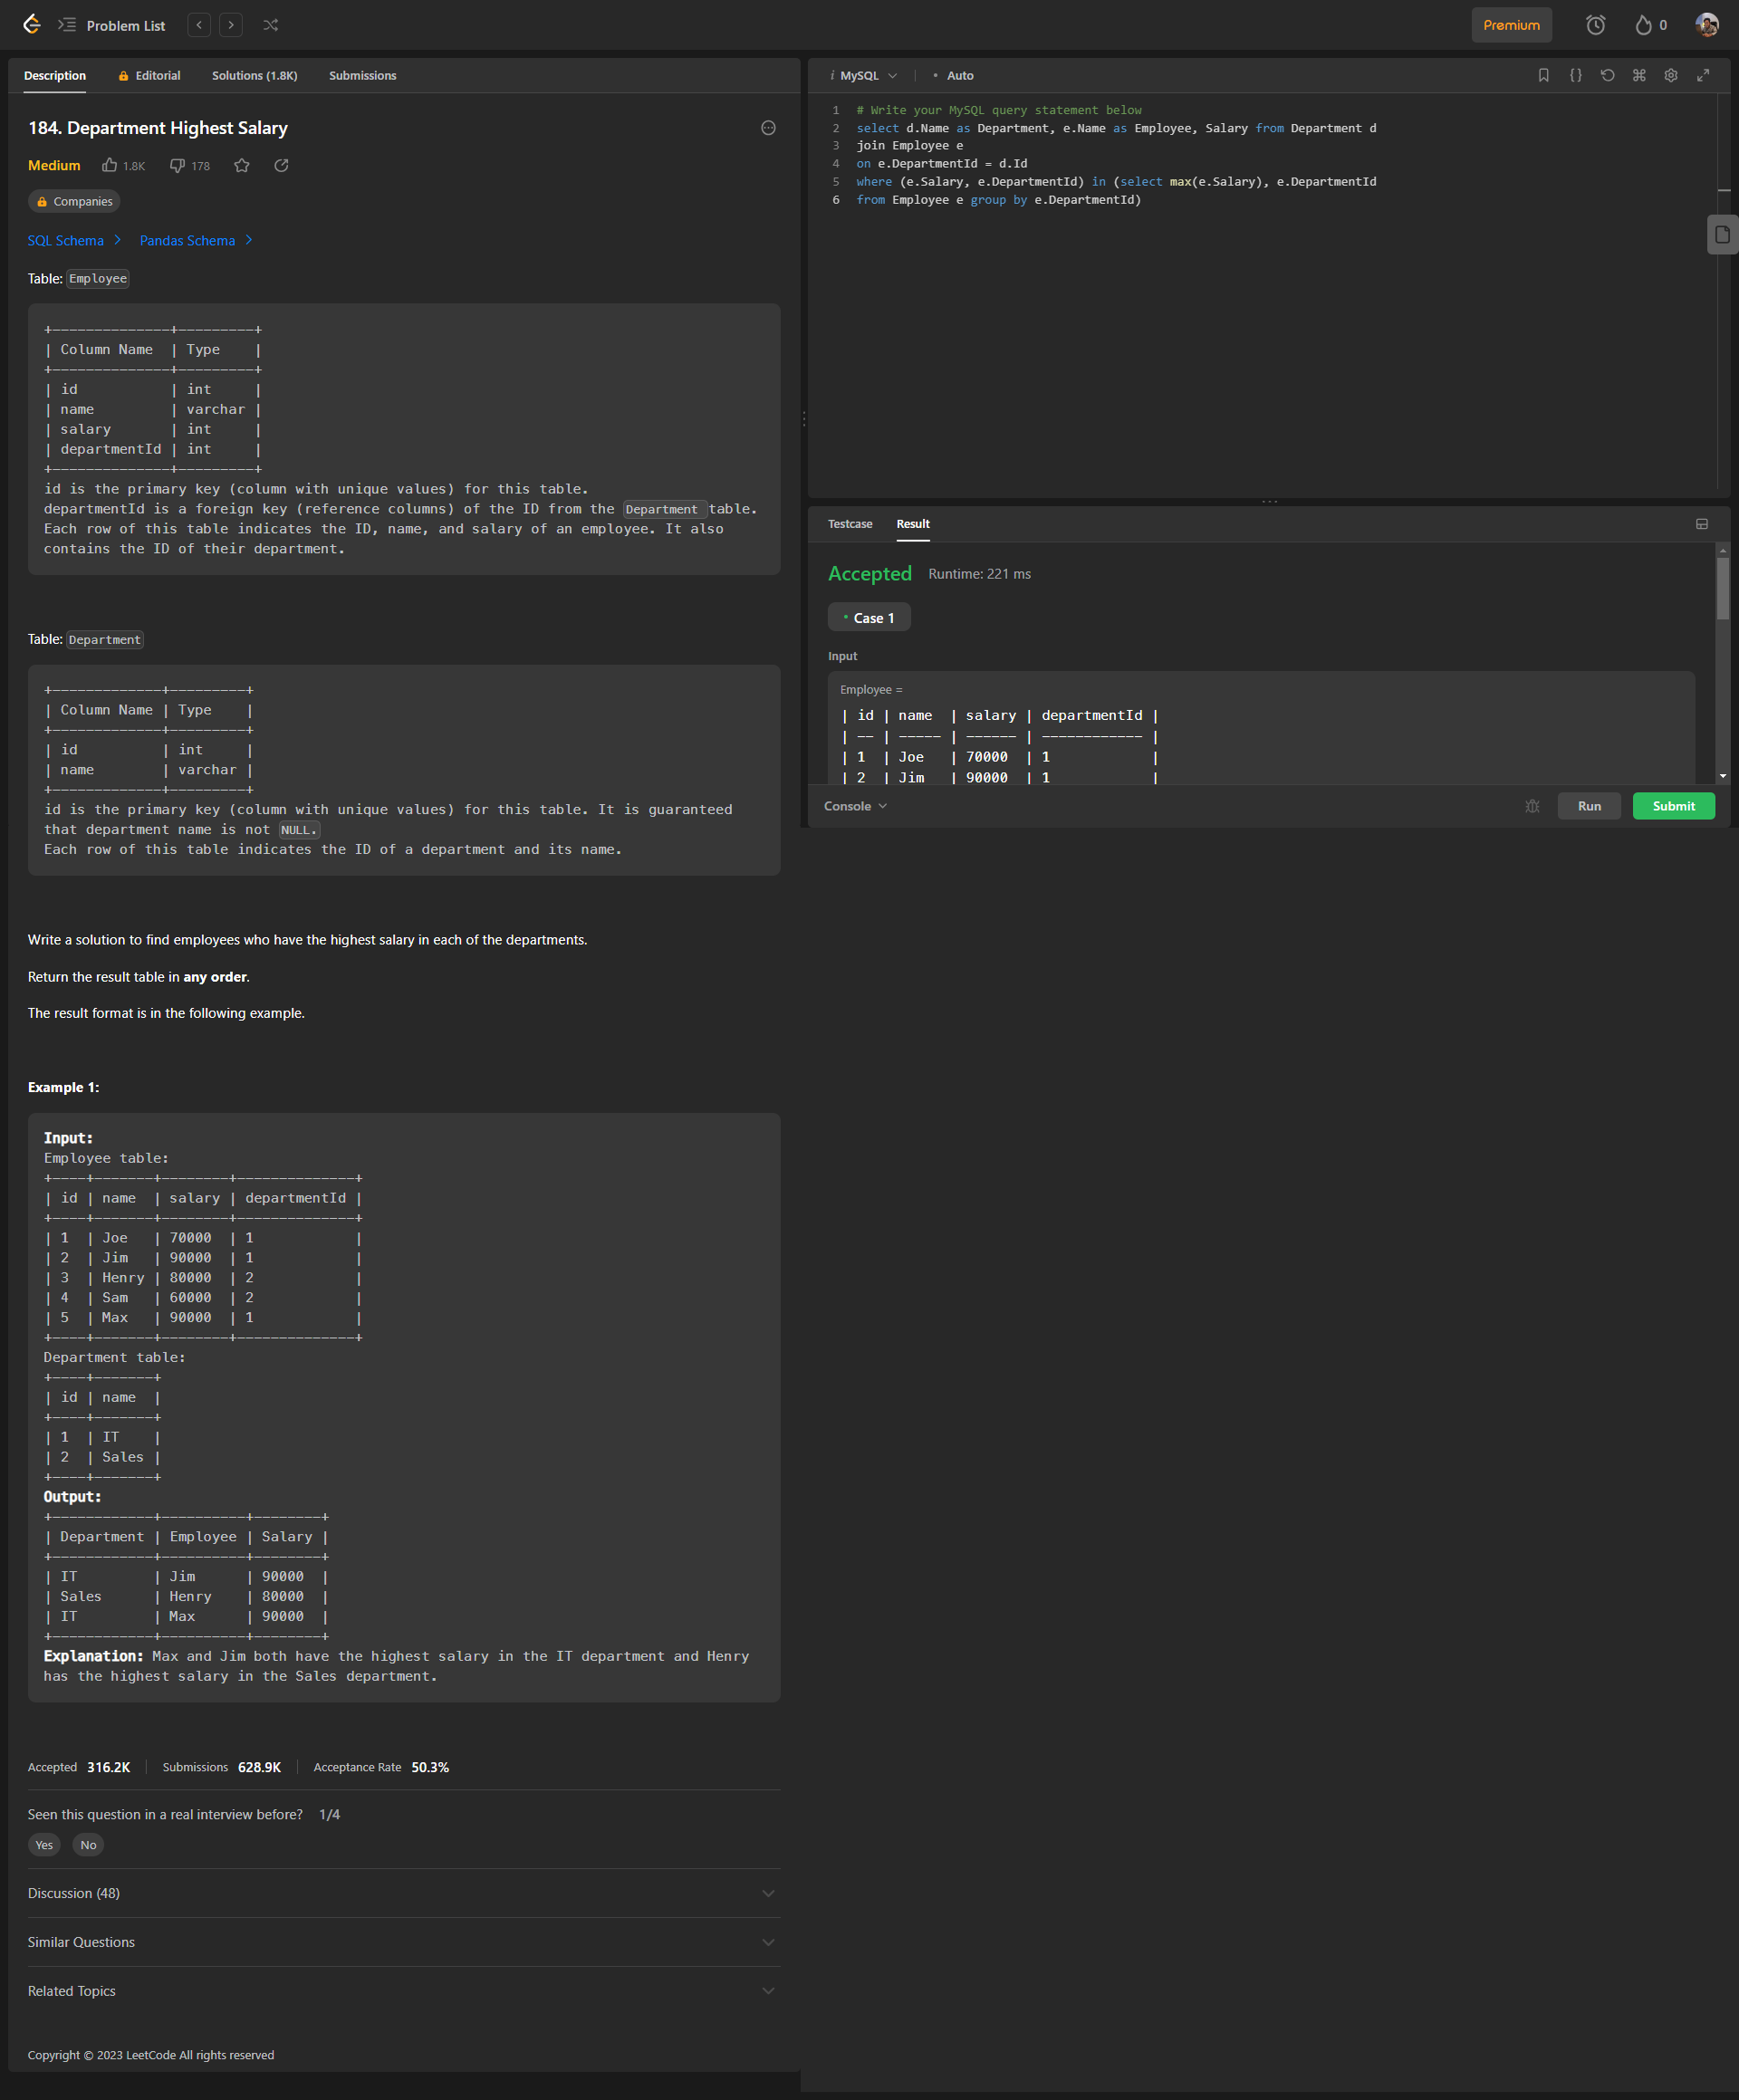 Problem List
Premium
0
Description
Editorial
Solutions (1.8K)
Submissions
184. Department Highest Salary
Medium
1.8K
178
Companies
SQL Schema
Pandas Schema
Table: Employee
+--------------+---------+
| Column Name  | Type    |
+--------------+---------+
| id           | int     |
| name         | varchar |
| salary       | int     |
| departmentId | int     |
+--------------+---------+
id is the primary key (column with unique values) for this table.
departmentId is a foreign key (reference columns) of the ID from the Department table.
Each row of this table indicates the ID, name, and salary of an employee. It also
contains the ID of their department.
Table: Department
+-------------+---------+
| Column Name | Type    |
+-------------+---------+
| id          | int     |
| name        | varchar |
+-------------+---------+
id is the primary key (column with unique values) for this table. It is guaranteed
that department name is not NULL.
Each row of this table indicates the ID of a department and its name.
Write a solution to find employees who have the highest salary in each of the departments.
Return the result table in any order.
The result format is in the following example.
Example 1:
Input:
Employee table:
+----+-------+--------+--------------+
| id | name  | salary | departmentId |
+----+-------+--------+--------------+
| 1  | Joe   | 70000  | 1            |
| 2  | Jim   | 90000  | 1            |
| 3  | Henry | 80000  | 2            |
| 4  | Sam   | 60000  | 2            |
| 5  | Max   | 90000  | 1            |
+----+-------+--------+--------------+
Department table:
+----+-------+
| id | name  |
+----+-------+
| 1  | IT    |
| 2  | Sales |
+----+-------+
Output:
+------------+----------+--------+
| Department | Employee | Salary |
+------------+----------+--------+
| IT         | Jim      | 90000  |
| Sales      | Henry    | 80000  |
| IT         | Max      | 90000  |
+------------+----------+--------+
Explanation: Max and Jim both have the highest salary in the IT department and Henry
has the highest salary in the Sales department.
Accepted 316.2K
Submissions 628.9K
Acceptance Rate 50.3%
Seen this question in a real interview before? 1/4
Yes
No
Discussion (48)
Similar Questions
Related Topics
Copyright © 2023 LeetCode All rights reserved
i MySQL
• Auto
1 # Write your MySQL query statement below
2 select d.Name as Department, e.Name as Employee, Salary from Department d
3 join Employee e
4 on e.DepartmentId = d.Id
5 where (e.Salary, e.DepartmentId) in (select max(e.Salary), e.DepartmentId
6 from Employee e group by e.DepartmentId)
Testcase
Result
Accepted
Runtime: 221 ms
• Case 1
Input
Employee =
| id | name  | salary | departmentId |
| -- | ----- | ------ | ------------ |
| 1  | Joe   | 70000  | 1            |
| 2  | Jim   | 90000  | 1            |
Console
Run
Submit